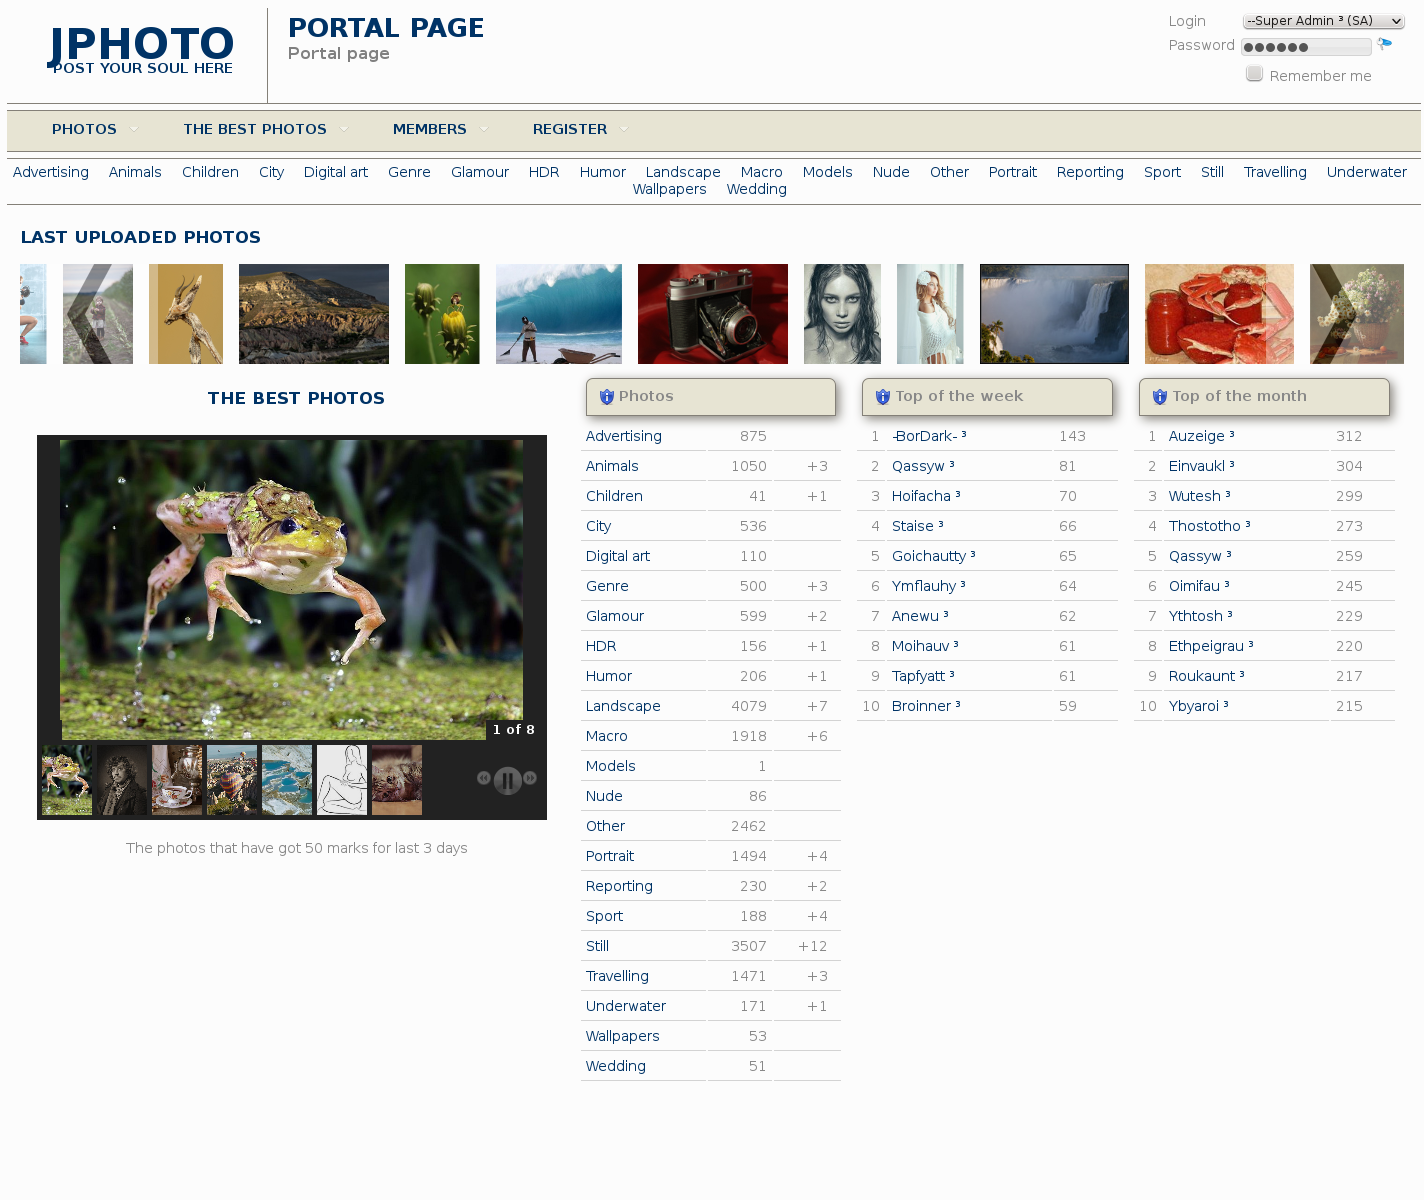 JPHOTO
POST YOUR SOUL HERE
PORTAL PAGE
Portal page
Login --Super Admin ³ (SA)
Password ●●●●●●
Remember me
PHOTOS THE BEST PHOTOS MEMBERS REGISTER
Advertising Animals Children City Digital art Genre Glamour HDR Humor Landscape Macro Models Nude Other Portrait Reporting Sport Still Travelling Underwater
Wallpapers Wedding
LAST UPLOADED PHOTOS
THE BEST PHOTOS
1 of 8
The photos that have got 50 marks for last 3 days
Photos
Advertising 875
Animals 1050 +3
Children 41 +1
City 536
Digital art 110
Genre 500 +3
Glamour 599 +2
HDR 156 +1
Humor 206 +1
Landscape 4079 +7
Macro 1918 +6
Models 1
Nude 86
Other 2462
Portrait 1494 +4
Reporting 230 +2
Sport 188 +4
Still 3507 +12
Travelling 1471 +3
Underwater 171 +1
Wallpapers 53
Wedding 51
Top of the week
1 -BorDark- ³ 143
2 Qassyw ³ 81
3 Hoifacha ³ 70
4 Staise ³ 66
5 Goichautty ³ 65
6 Ymflauhy ³ 64
7 Anewu ³ 62
8 Moihauv ³ 61
9 Tapfyatt ³ 61
10 Broinner ³ 59
Top of the month
1 Auzeige ³ 312
2 Einvaukl ³ 304
3 Wutesh ³ 299
4 Thostotho ³ 273
5 Qassyw ³ 259
6 Oimifau ³ 245
7 Ythtosh ³ 229
8 Ethpeigrau ³ 220
9 Roukaunt ³ 217
10 Ybyaroi ³ 215